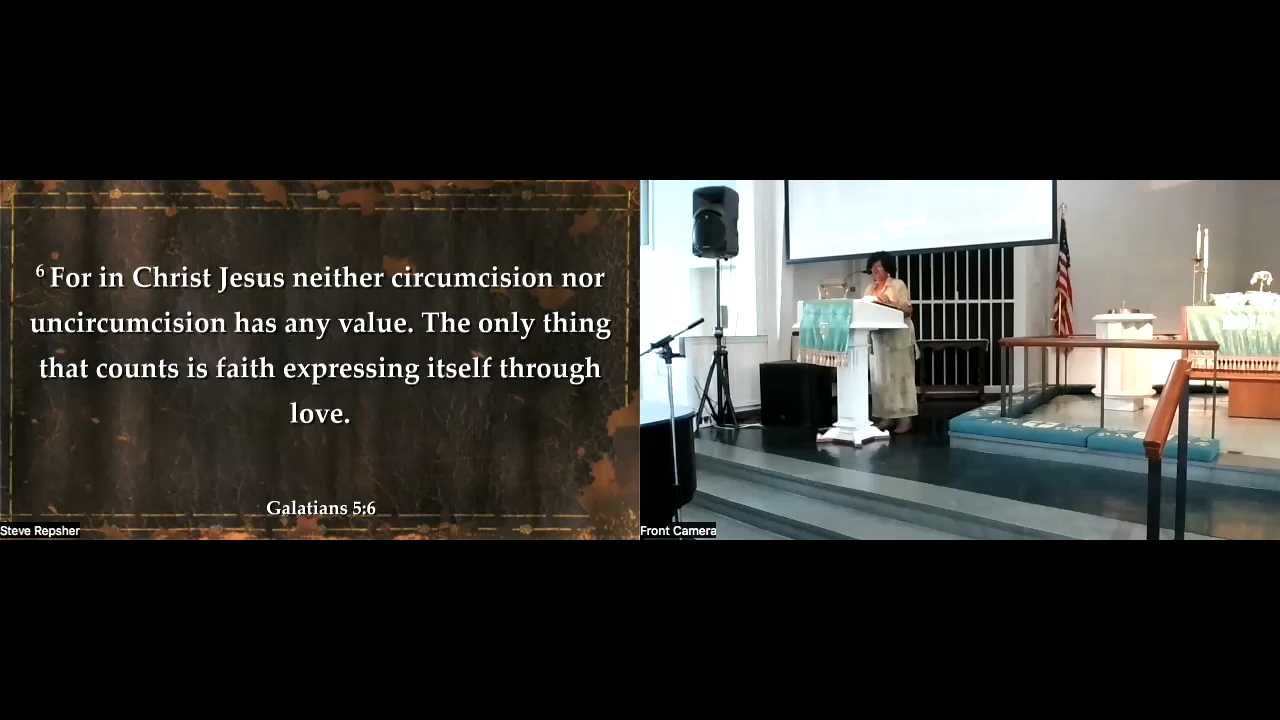 6 For in Christ Jesus neither circumcision nor
uncircumcision has any value. The only thing
that counts is faith expressing itself through
love.
Galatians 5:6
Steve Repsher
Front Camera